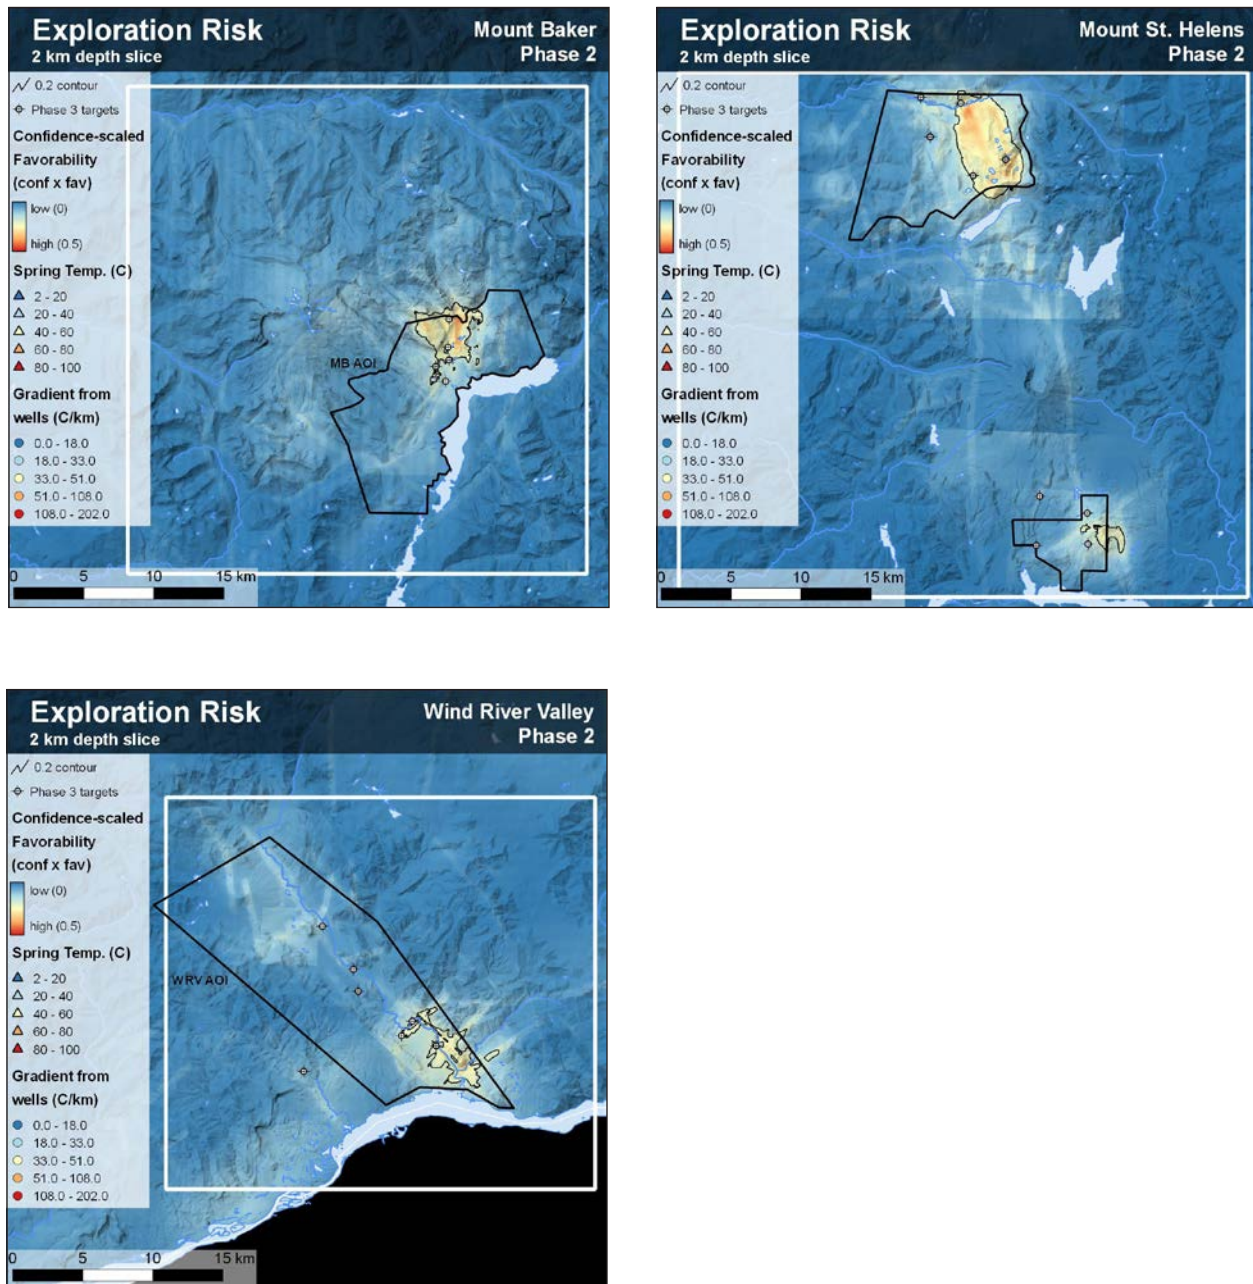 Exploration Risk
2 km depth slice
Mount Baker
Phase 2
0.2 contour
Phase 3 targets
Confidence-scaled
Favorability
(conf x fav)
low (0)
high (0.5)
Spring Temp. (C)
2 - 20
20 - 40
40 - 60
60 - 80
80 - 100
Gradient from
wells (C/km)
0.0 - 18.0
18.0 - 33.0
33.0 - 51.0
51.0 - 108.0
108.0 - 202.0
MB AOI
0 5 10 15 km
Exploration Risk
2 km depth slice
Mount St. Helens
Phase 2
0.2 contour
Phase 3 targets
Confidence-scaled
Favorability
(conf x fav)
low (0)
high (0.5)
Spring Temp. (C)
2 - 20
20 - 40
40 - 60
60 - 80
80 - 100
Gradient from
wells (C/km)
0.0 - 18.0
18.0 - 33.0
33.0 - 51.0
51.0 - 108.0
108.0 - 202.0
0 5 10 15 km
Exploration Risk
2 km depth slice
Wind River Valley
Phase 2
0.2 contour
Phase 3 targets
Confidence-scaled
Favorability
(conf x fav)
low (0)
high (0.5)
Spring Temp. (C)
2 - 20
20 - 40
40 - 60
60 - 80
80 - 100
Gradient from
wells (C/km)
0.0 - 18.0
18.0 - 33.0
33.0 - 51.0
51.0 - 108.0
108.0 - 202.0
WRV AOI
0 5 10 15 km